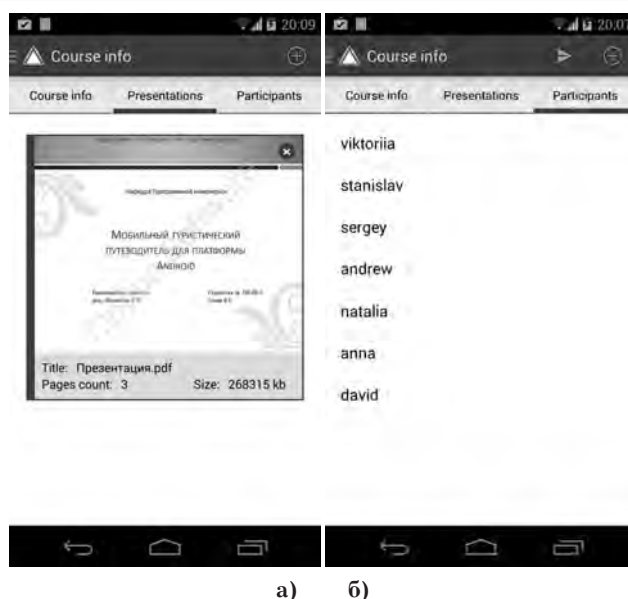 20:09
Course info
Course info Presentations Participants
Мобильный туристический
путеводитель для платформы
Android
Title: Презентация.pdf
Pages count: 3 Size: 268315 kb
20:07
Course info
Course info Presentations Participants
viktoriia
stanislav
sergey
andrew
natalia
anna
david
а) б)